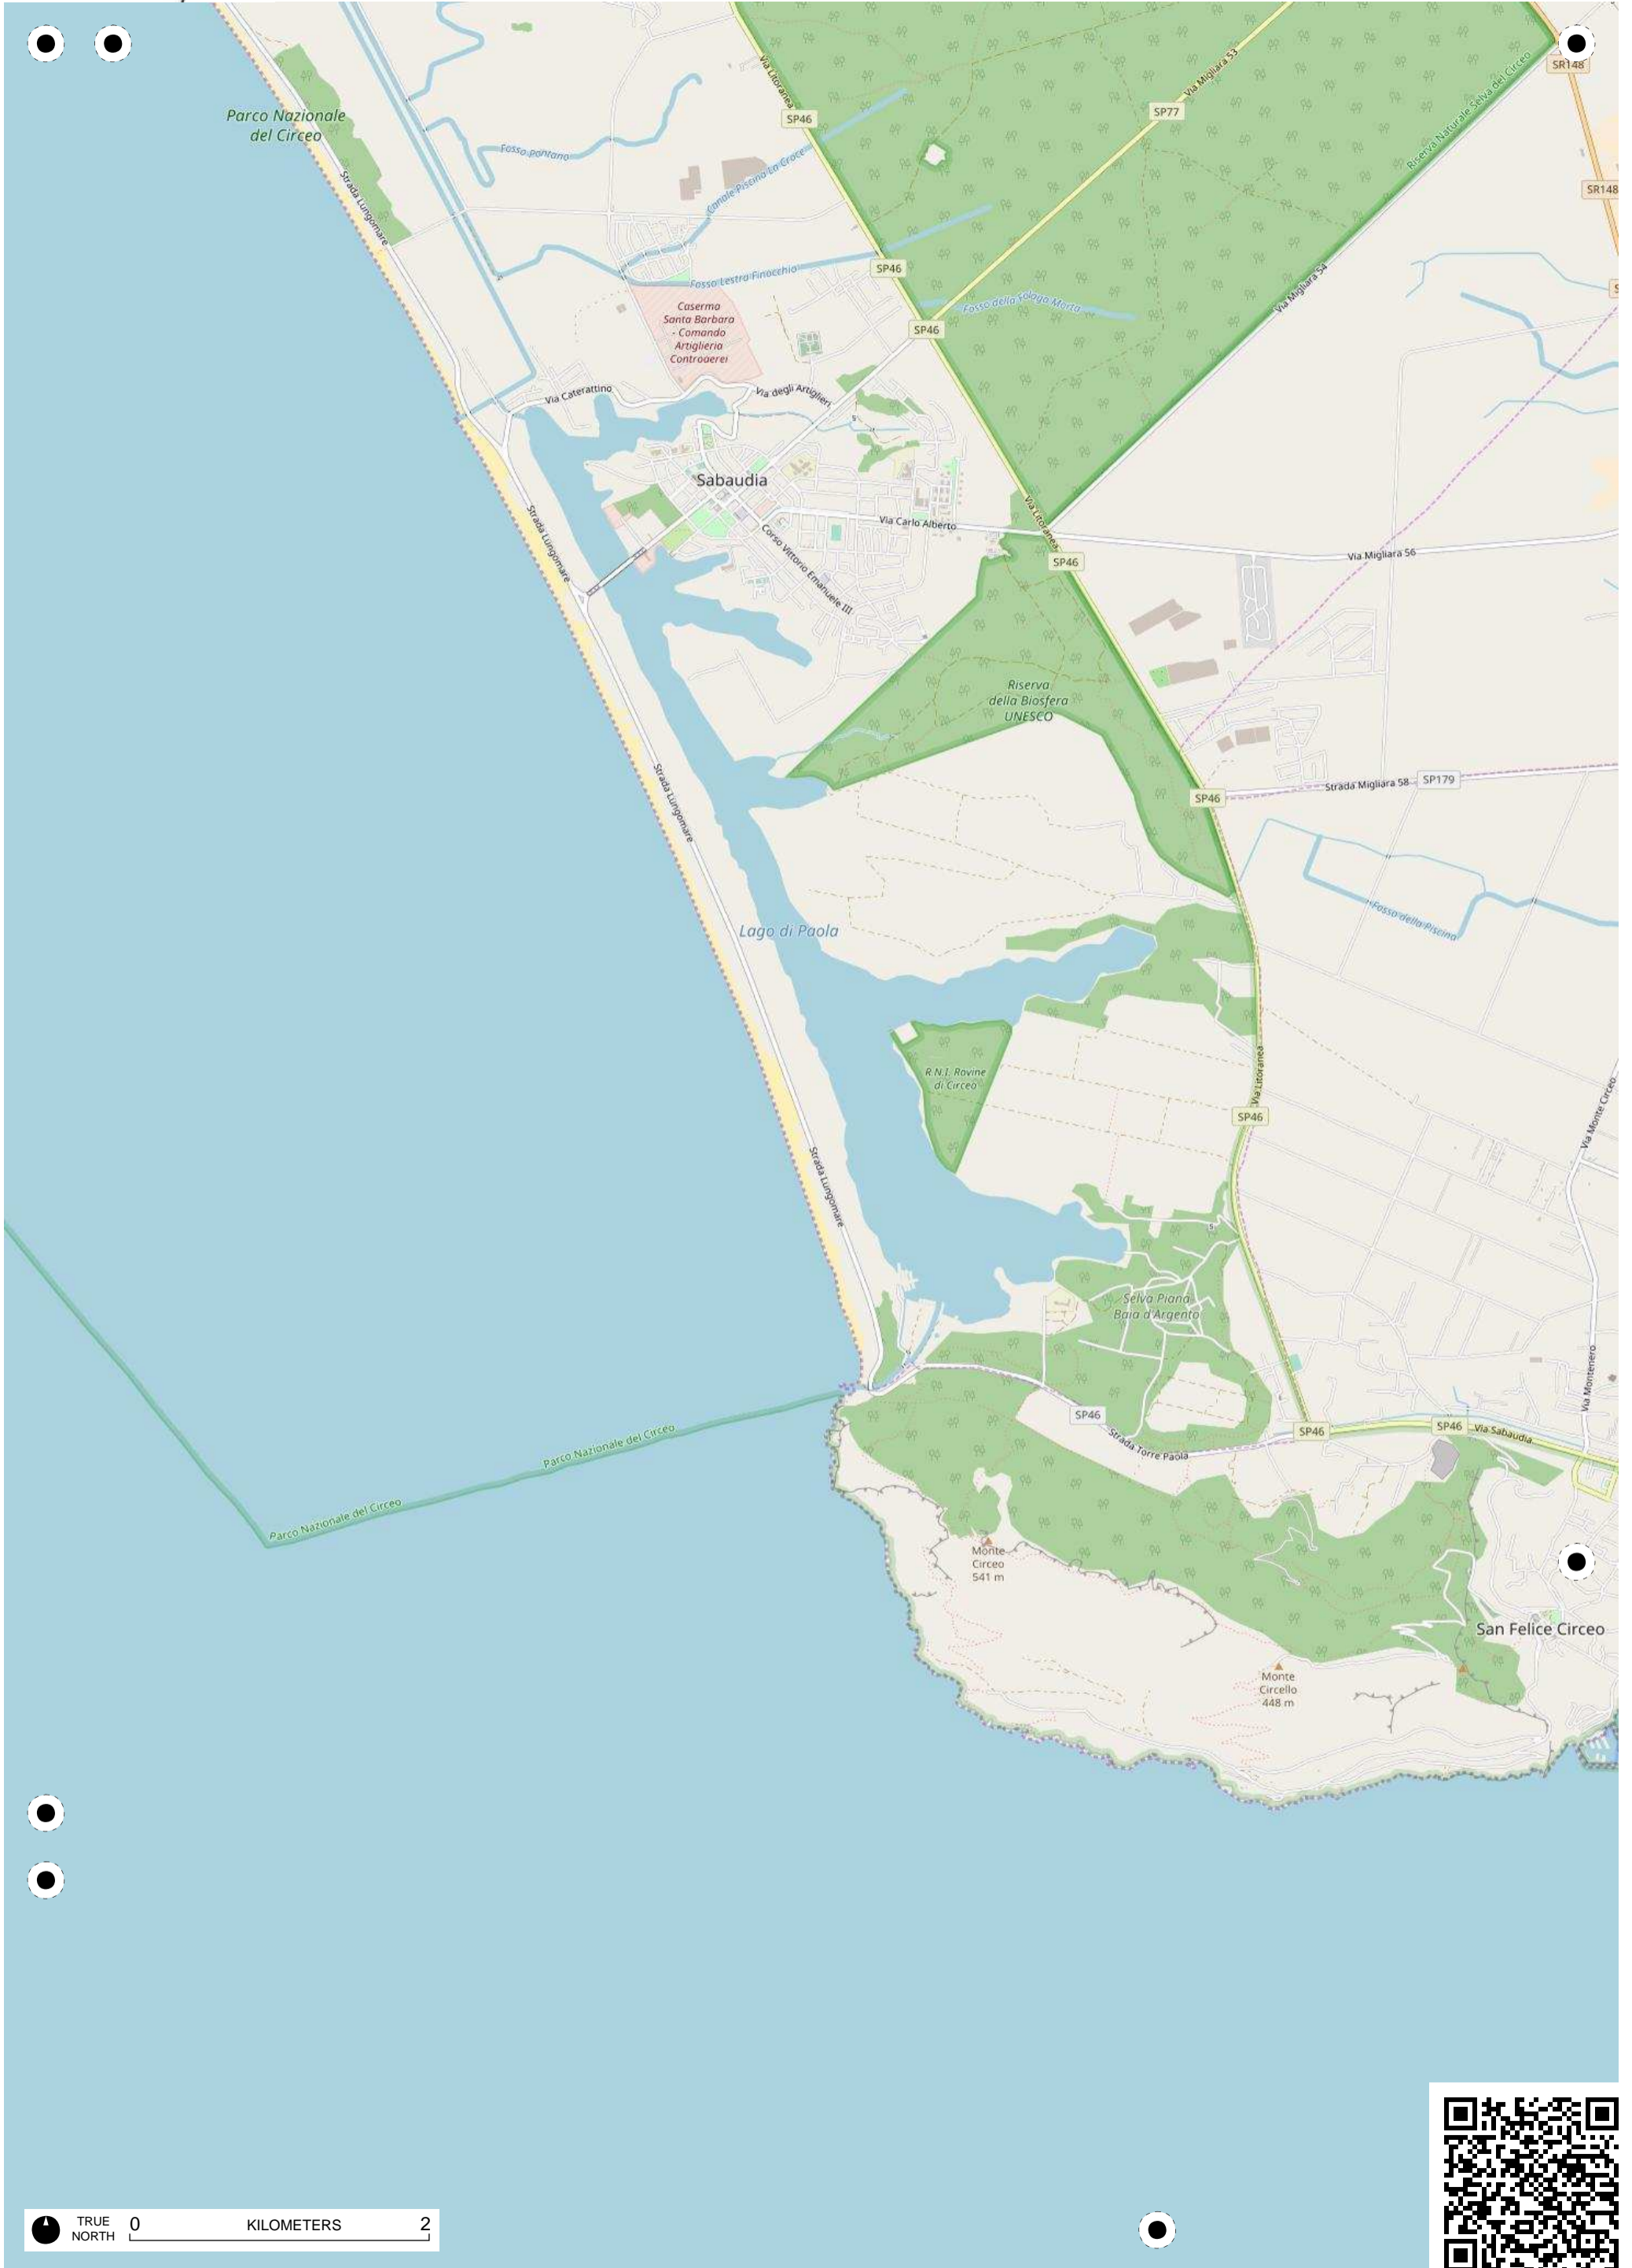 Parco Nazionale
del Circeo
Via Litoranea
SP46
Via Migliara 53
SP77
SR148
Riserva Naturale Selva del Circeo
SR148
Fosso Pontano
Canale Piscina La Croce
Strada Lungomare
SP46
Fosso Lestra Finocchio
Via Migliara 54
Fosso della Folaga Morta
Caserma
Santa Barbara
- Comando
Artiglieria
Controaerei
SP46
Via Caterattino
Via degli Artiglieri
Sabaudia
Strada Lungomare
Via Carlo Alberto
Via Litoranea
Corso Vittorio Emanuele III
SP46
Via Migliara 56
Riserva
della Biosfera
UNESCO
Strada Lungomare
SP46
Strada Migliara 58
SP179
Fosso della Piscina
Lago di Paola
R.N.I. Rovine
di Circeo
Via Litoranea
SP46
Via Monte Circeo
Strada Lungomare
Selva Piana
Baia d'Argento
Via Montenero
SP46
Strada Torre Paola
SP46
SP46
Via Sabaudia
Parco Nazionale del Circeo
Parco Nazionale del Circeo
Monte
Circeo
541 m
San Felice Circeo
Monte
Circello
448 m
TRUE
NORTH
0 KILOMETERS 2